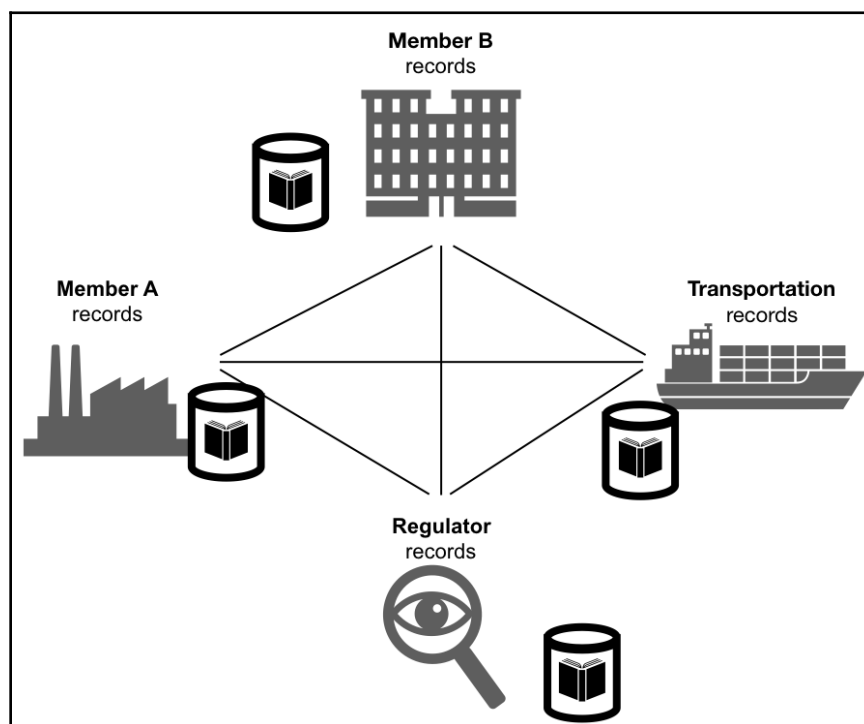 Member B
records
Member A
records
Transportation
records
Regulator
records